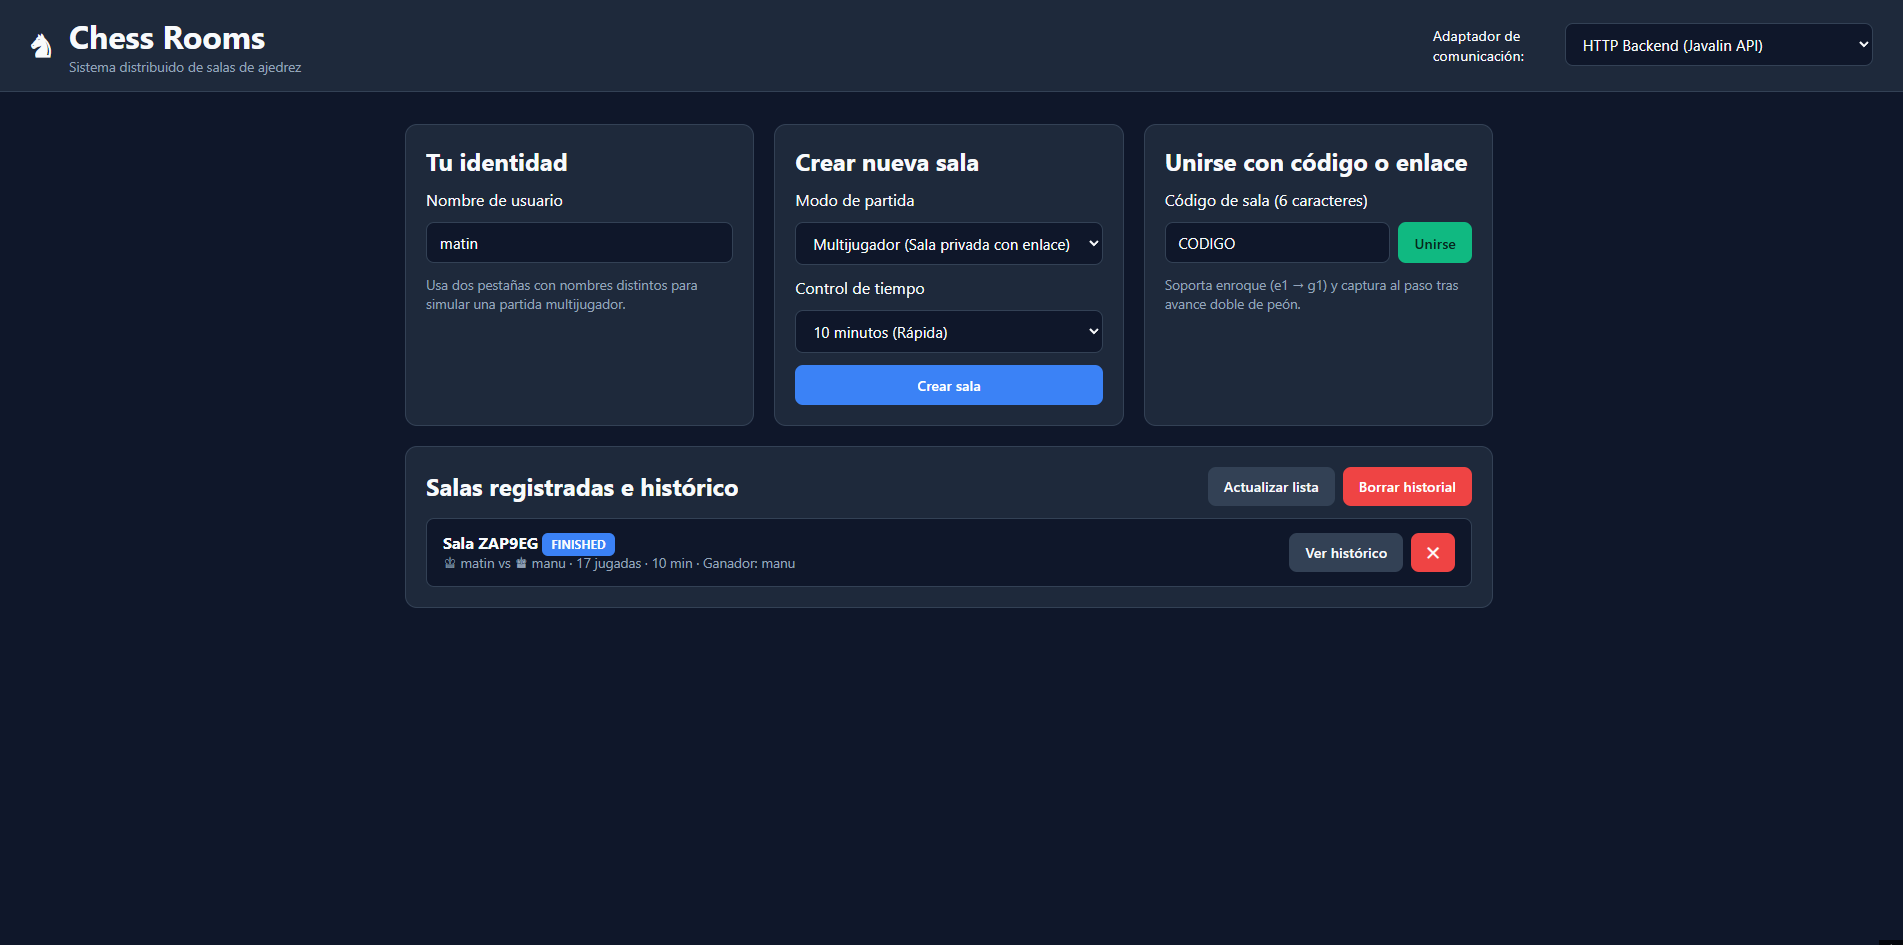 Chess Rooms
Sistema distribuido de salas de ajedrez
Adaptador de
comunicación:
HTTP Backend (Javalin API)
Tu identidad
Nombre de usuario
matin
Usa dos pestañas con nombres distintos para
simular una partida multijugador.
Crear nueva sala
Modo de partida
Multijugador (Sala privada con enlace)
Control de tiempo
10 minutos (Rápida)
Crear sala
Unirse con código o enlace
Código de sala (6 caracteres)
CODIGO
Unirse
Soporta enroque (e1 → g1) y captura al paso tras
avance doble de peón.
Salas registradas e histórico
Actualizar lista
Borrar historial
Sala ZAP9EG FINISHED
♔ matin vs ♚ manu · 17 jugadas · 10 min · Ganador: manu
Ver histórico
✕